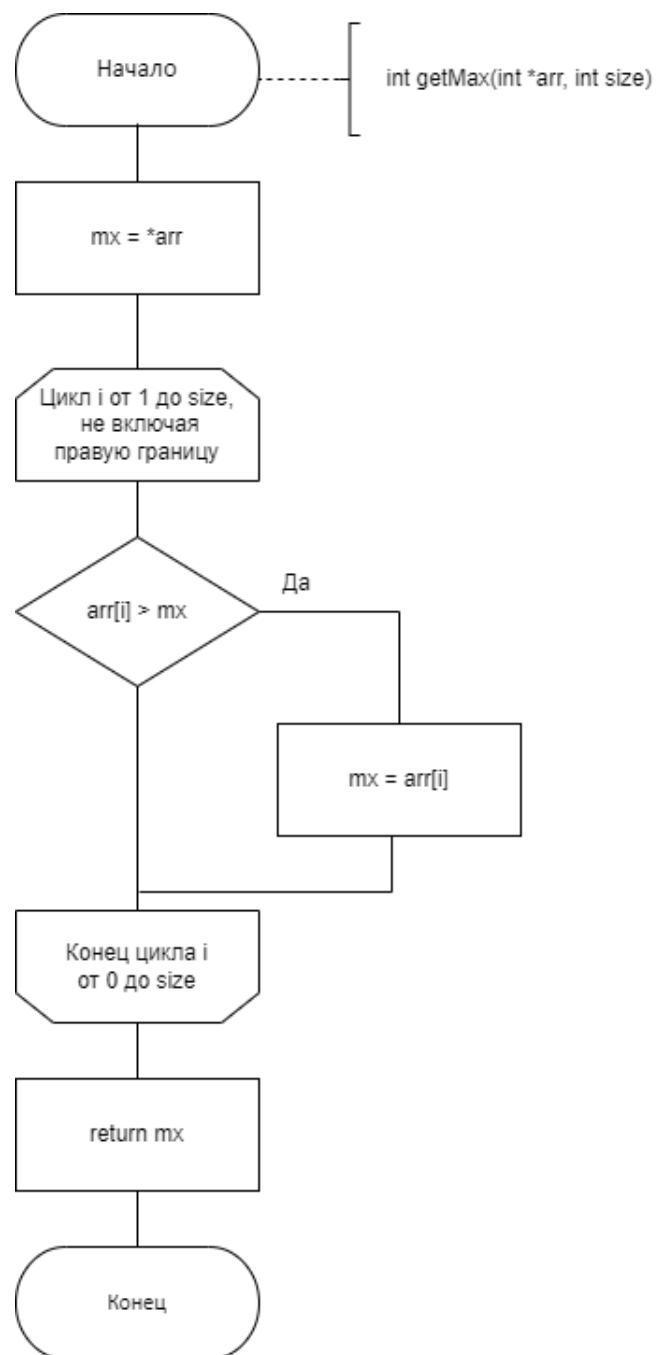 Начало
int getMax(int *arr, int size)
mx = *arr
Цикл i от 1 до size,
не включая
правую границу
Да
arr[i] > mx
mx = arr[i]
Конец цикла i
от 0 до size
return mx
Конец